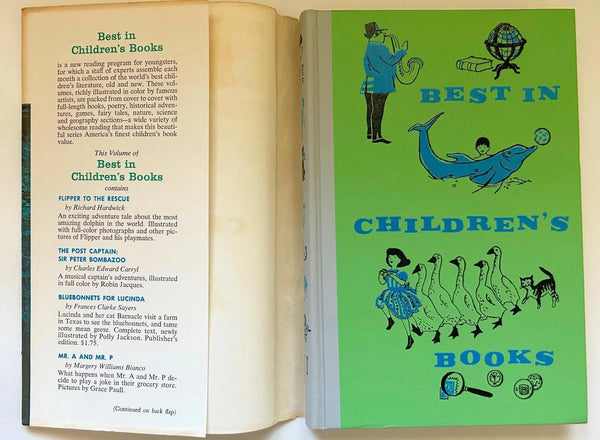 Best in
Children's Books
is a new reading program for youngsters,
for which a staff of experts assemble each
month a collection of the world's best chil-
dren's literature, old and new. These vol-
umes, richly illustrated in color by famous
artists, are packed from cover to cover with
full-length books, poetry, historical adven-
tures, games, fairy tales, nature, science
and geography sections—a wide variety of
wholesome reading that makes this beauti-
ful series America's finest children's book
value.
This Volume of
Best in
Children's Books
contains
FLIPPER TO THE RESCUE
by Richard Hardwick
An exciting adventure tale about the most
amazing dolphin in the world. Illustrated
with full-color photographs and other pic-
tures of Flipper and his playmates.
THE POST CAPTAIN:
SIR PETER BOMBAZOO
by Charles Edward Carryl
A musical captain's adventures, illustrated
in full color by Robin Jacques.
BLUEBONNETS FOR LUCINDA
by Frances Clarke Sayers
Lucinda and her cat Barnacle visit a farm
in Texas to see the bluebonnets, and tame
some mean geese. Complete text, newly
illustrated by Polly Jackson. Publisher's
edition. $1.75.
MR. A AND MR. P
by Margery Williams Bianco
What happens when Mr. A and Mr. P de-
cide to play a joke in their grocery store.
Pictures by Grace Paull.
(Continued on back flap)
BEST IN
CHILDREN'S
BOOKS